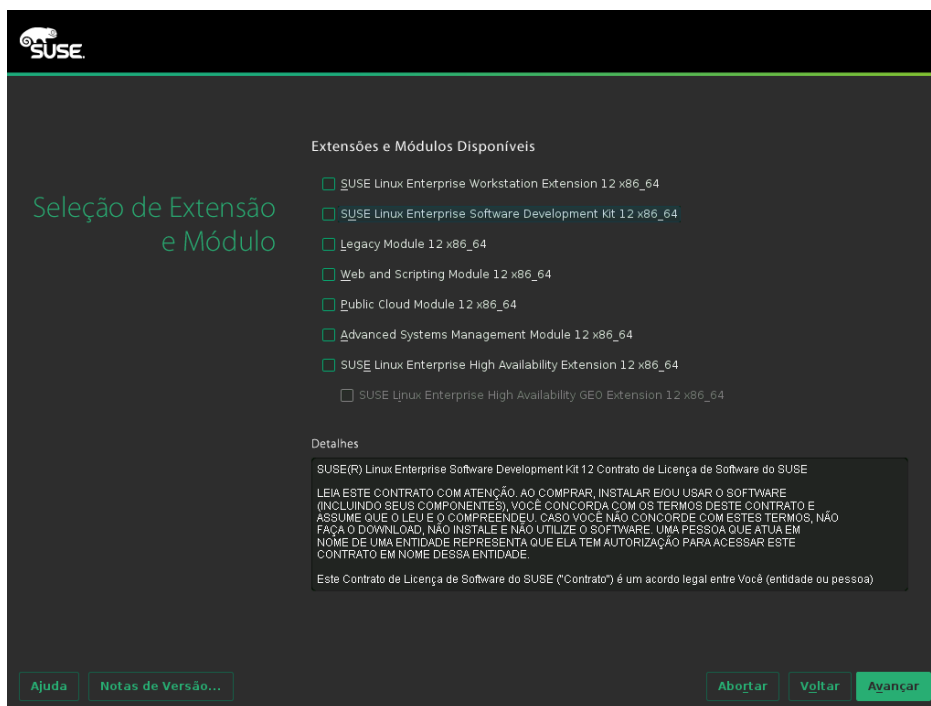 SUSE.
Seleção de Extensão
e Módulo
Extensões e Módulos Disponíveis
SUSE Linux Enterprise Workstation Extension 12 x86_64
SUSE Linux Enterprise Software Development Kit 12 x86_64
Legacy Module 12 x86_64
Web and Scripting Module 12 x86_64
Public Cloud Module 12 x86_64
Advanced Systems Management Module 12 x86_64
SUSE Linux Enterprise High Availability Extension 12 x86_64
SUSE Linux Enterprise High Availability GEO Extension 12 x86_64
Detalhes
SUSE(R) Linux Enterprise Software Development Kit 12 Contrato de Licença de Software do SUSE
LEIA ESTE CONTRATO COM ATENÇÃO. AO COMPRAR, INSTALAR E/OU USAR O SOFTWARE
(INCLUINDO SEUS COMPONENTES), VOCÊ CONCORDA COM OS TERMOS DESTE CONTRATO E
ASSUME QUE O LEU E O COMPREENDEU. CASO VOCÊ NÃO CONCORDE COM ESTES TERMOS, NÃO
FAÇA O DOWNLOAD, NÃO INSTALE E NÃO UTILIZE O SOFTWARE. UMA PESSOA QUE ATUA EM
NOME DE UMA ENTIDADE REPRESENTA QUE ELA TEM AUTORIZAÇÃO PARA ACESSAR ESTE
CONTRATO EM NOME DESSA ENTIDADE.
Este Contrato de Licença de Software do SUSE ("Contrato") é um acordo legal entre Você (entidade ou pessoa)
Ajuda
Notas de Versão...
Abortar
Voltar
Avançar